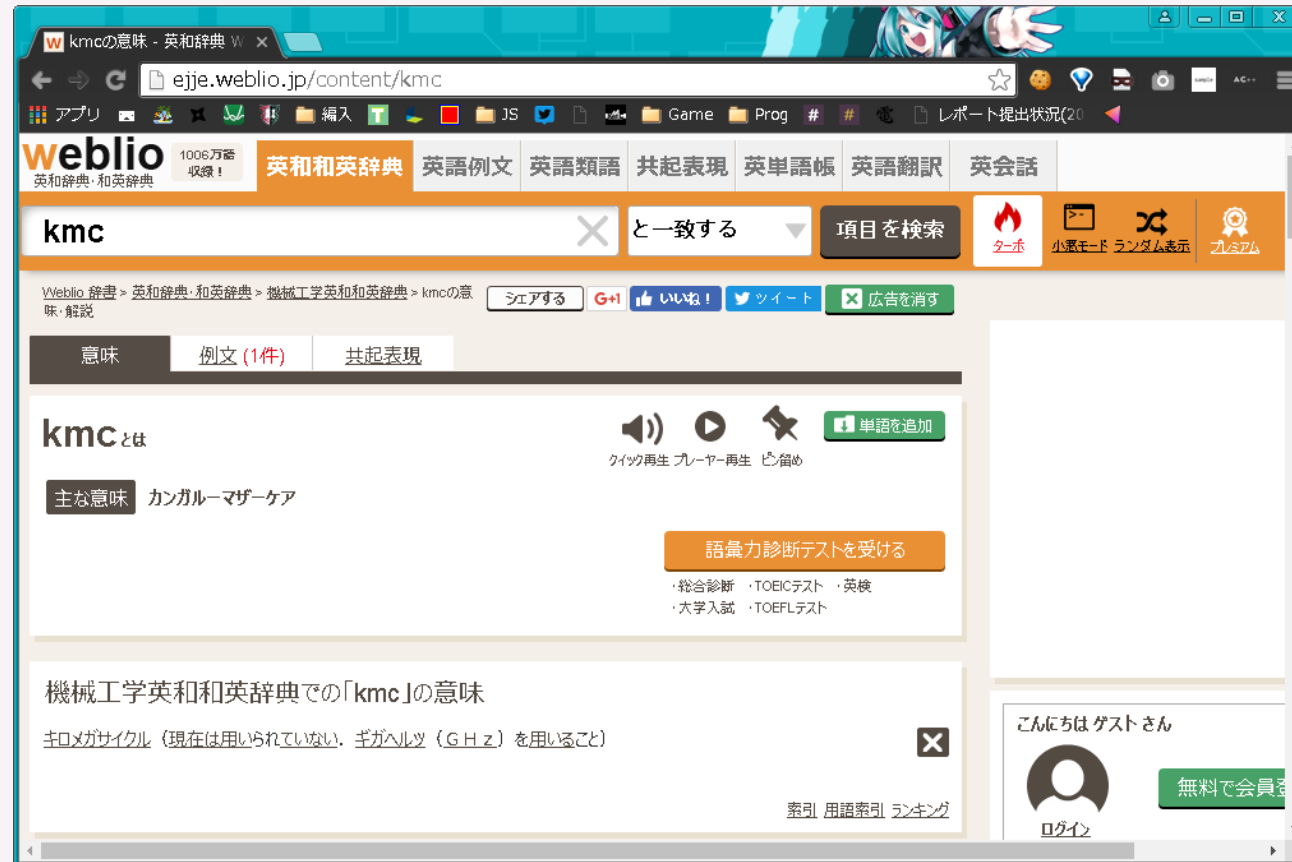 kmcの意味 - 英和辞典 W
ejje.weblio.jp/content/kmc
アプリ 編入 T JS Game Prog # # レポート提出状況(20
weblio
英和辞典・和英辞典
1006万語
収録！
英和和英辞典 英語例文 英語類語 共起表現 英単語帳 英語翻訳 英会話
kmc と一致する 項目を検索
ターボ 小窓モード ランダム表示 プレミアム
Weblio 辞書 > 英和辞典・和英辞典 > 機械工学英和和英辞典 > kmcの意
味・解説
シェアする G+1 いいね！ ツイート 広告を消す
意味 例文 (1件) 共起表現
kmcとは
クイック再生 プレーヤー再生 ピン留め
単語を追加
主な意味 カンガルーマザーケア
語彙力診断テストを受ける
・総合診断 ・TOEICテスト ・英検
・大学入試 ・TOEFLテスト
機械工学英和和英辞典での「kmc」の意味
キロメガサイクル（現在は用いられていない．ギガヘルツ（ＧＨｚ）を用いること）
索引 用語索引 ランキング
こんにちは ゲスト さん
ログイン
無料で会員登